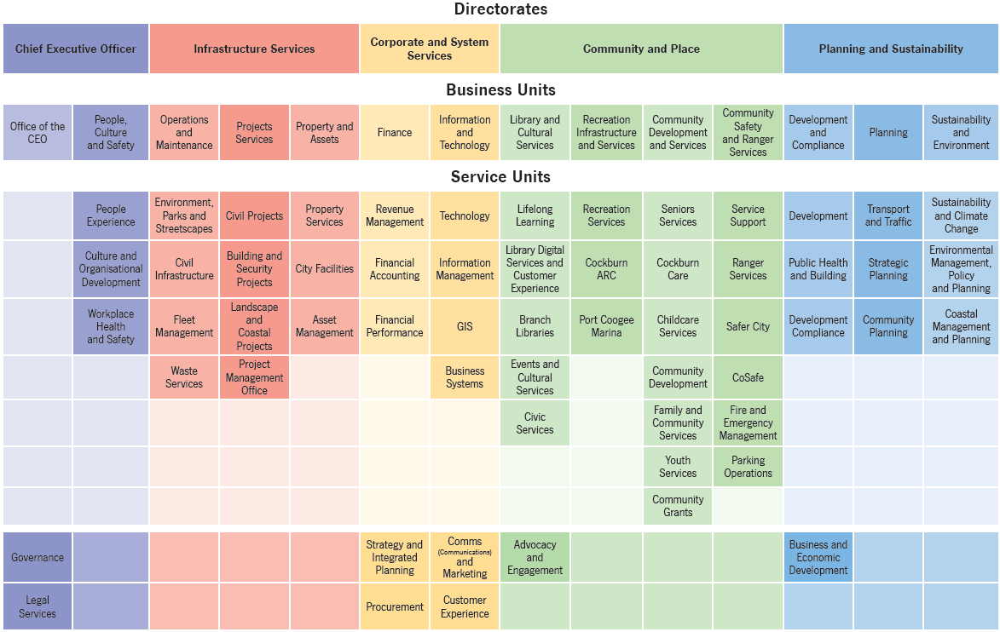 Directorates
Chief Executive Officer
Infrastructure Services
Corporate and System
Services
Community and Place
Planning and Sustainability
Business Units
Office of the
CEO
People,
Culture
and Safety
Operations
and
Maintenance
Projects
Services
Property and
Assets
Finance
Information
and
Technology
Library and
Cultural
Services
Recreation
Infrastructure
and Services
Community
Development
and Services
Community
Safety
and Ranger
Services
Development
and
Compliance
Planning
Sustainability
and
Environment
Service Units
People
Experience
Environment,
Parks and
Streetscapes
Civil Projects
Property
Services
Revenue
Management
Technology
Lifelong
Learning
Recreation
Services
Seniors
Services
Service
Support
Development
Transport
and Traffic
Sustainability
and Climate
Change
Culture and
Organisational
Development
Civil
Infrastructure
Building and
Security
Projects
City Facilities
Financial
Accounting
Information
Management
Library Digital
Services and
Customer
Experience
Cockburn
ARC
Cockburn
Care
Ranger
Services
Public Health
and Building
Strategic
Planning
Environmental
Management,
Policy
and Planning
Workplace
Health
and Safety
Fleet
Management
Landscape
and
Coastal
Projects
Asset
Management
Financial
Performance
GIS
Branch
Libraries
Port Coogee
Marina
Childcare
Services
Safer City
Development
Compliance
Community
Planning
Coastal
Management
and Planning
Waste
Services
Project
Management
Office
Business
Systems
Events and
Cultural
Services
Community
Development
CoSafe
Civic
Services
Family and
Community
Services
Fire and
Emergency
Management
Youth
Services
Parking
Operations
Community
Grants
Governance
Strategy and
Integrated
Planning
Comms
(Communications)
and
Marketing
Advocacy
and
Engagement
Business and
Economic
Development
Legal
Services
Procurement
Customer
Experience